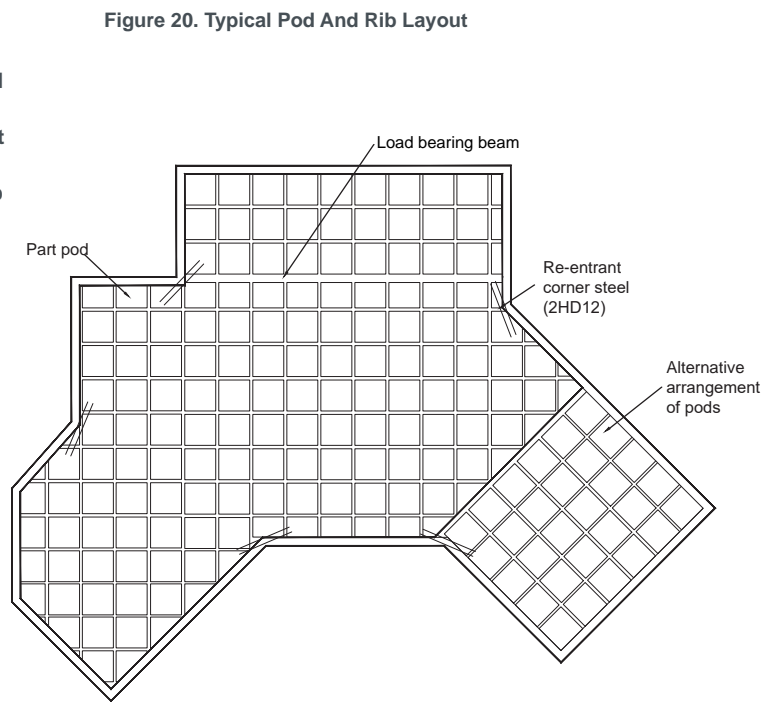 Figure 20. Typical Pod And Rib Layout
Load bearing beam
Part pod
Re-entrant
corner steel
(2HD12)
Alternative
arrangement
of pods